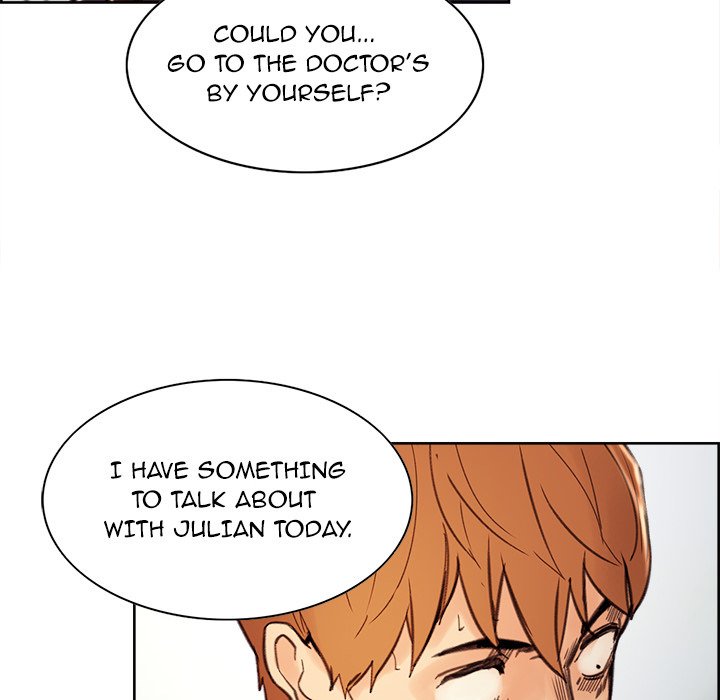 COULD YOU...
GO TO THE DOCTOR'S
BY YOURSELF?
I HAVE SOMETHING
TO TALK ABOUT
WITH JULIAN TODAY.